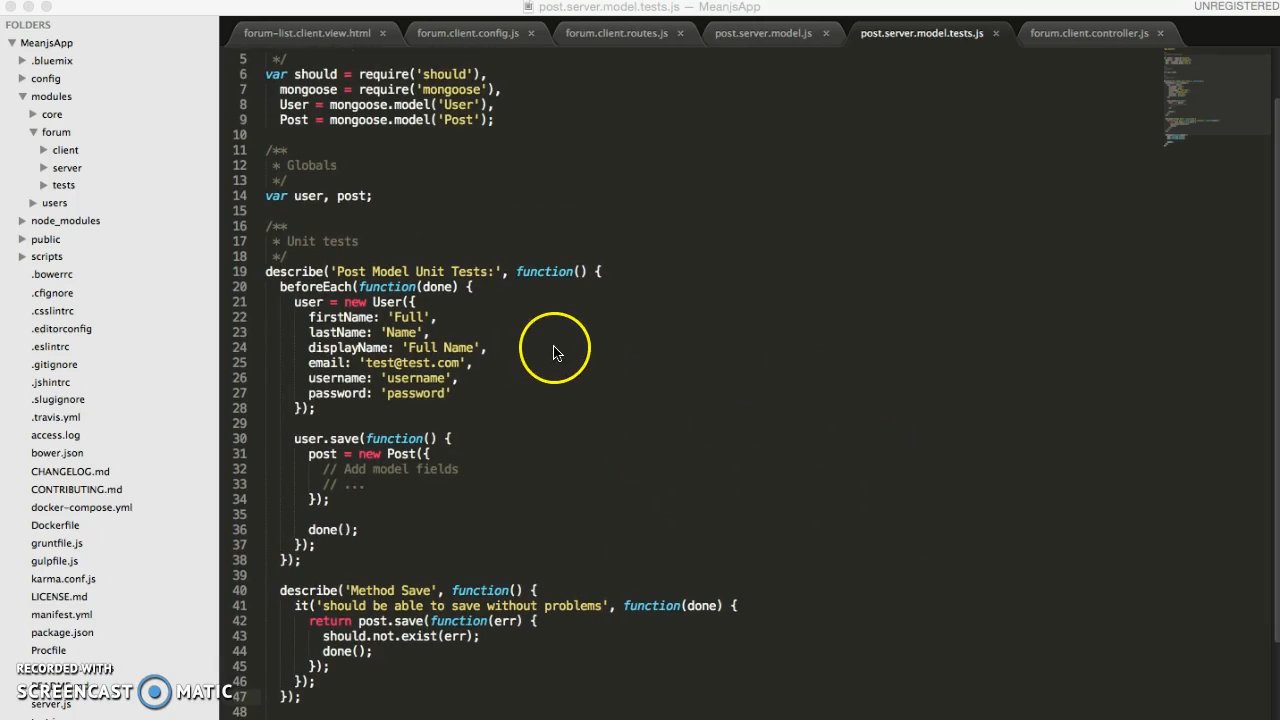 post.server.model.tests.js — MeanjsApp
UNREGISTERED
FOLDERS
MeanjsApp
.bluemix
config
modules
core
forum
client
server
tests
users
node_modules
public
scripts
.bowerrc
.cfignore
.csslintrc
.editorconfig
.eslintrc
.gitignore
.jshintrc
.slugignore
.travis.yml
access.log
bower.json
CHANGELOG.md
CONTRIBUTING.md
docker-compose.yml
Dockerfile
gruntfile.js
gulpfile.js
karma.conf.js
LICENSE.md
manifest.yml
package.json
Procfile
server.js
RECORDED WITH
SCREENCAST MATIC
forum-list.client.view.html × forum.client.config.js × forum.client.routes.js × post.server.model.js × post.server.model.tests.js × forum.client.controller.js ×
5 */
6 var should = require('should'),
7 mongoose = require('mongoose'),
8 User = mongoose.model('User'),
9 Post = mongoose.model('Post');
10
11 /**
12 * Globals
13 */
14 var user, post;
15
16 /**
17 * Unit tests
18 */
19 describe('Post Model Unit Tests:', function() {
20 beforeEach(function(done) {
21 user = new User({
22 firstName: 'Full',
23 lastName: 'Name',
24 displayName: 'Full Name',
25 email: 'test@test.com',
26 username: 'username',
27 password: 'password'
28 });
29
30 user.save(function() {
31 post = new Post({
32 // Add model fields
33 // ...
34 });
35
36 done();
37 });
38 });
39
40 describe('Method Save', function() {
41 it('should be able to save without problems', function(done) {
42 return post.save(function(err) {
43 should.not.exist(err);
44 done();
45 });
46 });
47 });
48